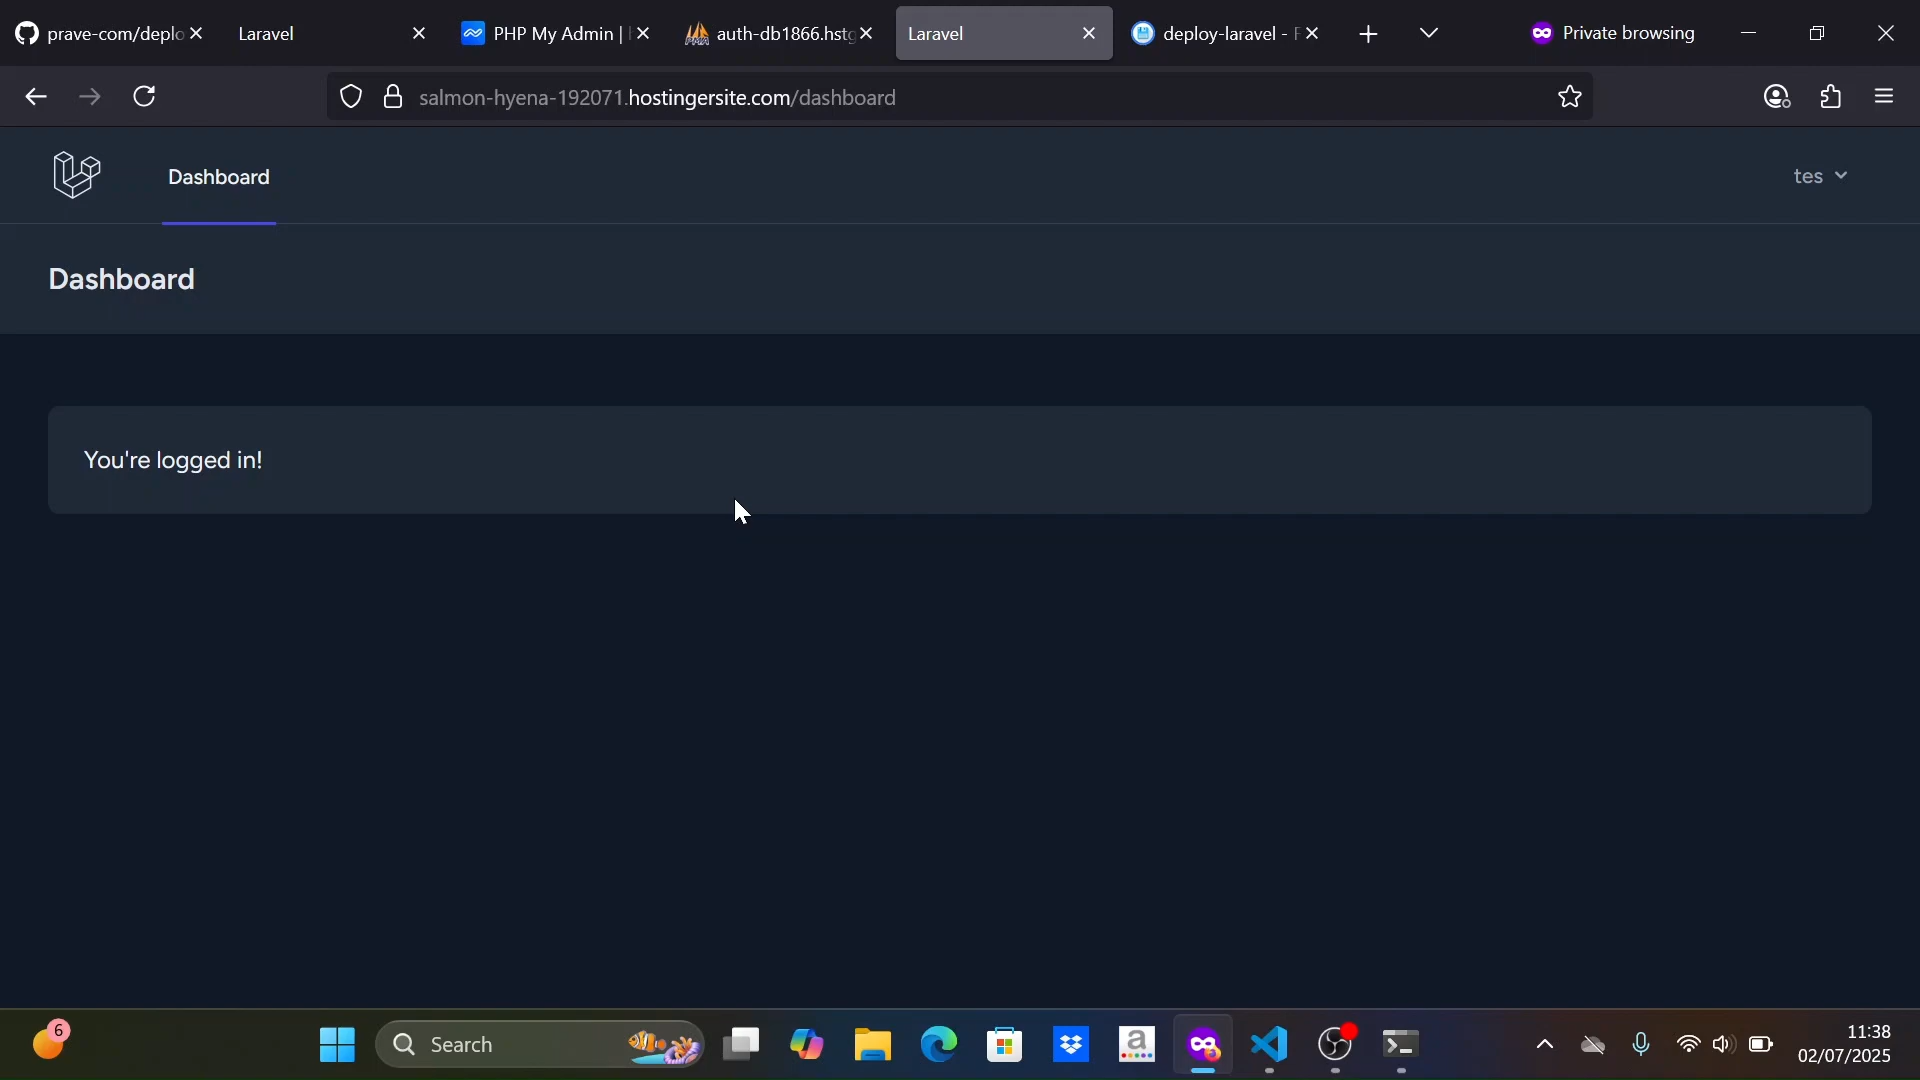 prave-com/deplo
Laravel
PHP My Admin |
auth-db1866.hstg
Laravel
deploy-laravel -
Private browsing
salmon-hyena-192071.hostingersite.com/dashboard
Dashboard
tes
Dashboard
You're logged in!
6
Search
a
11:38
02/07/2025